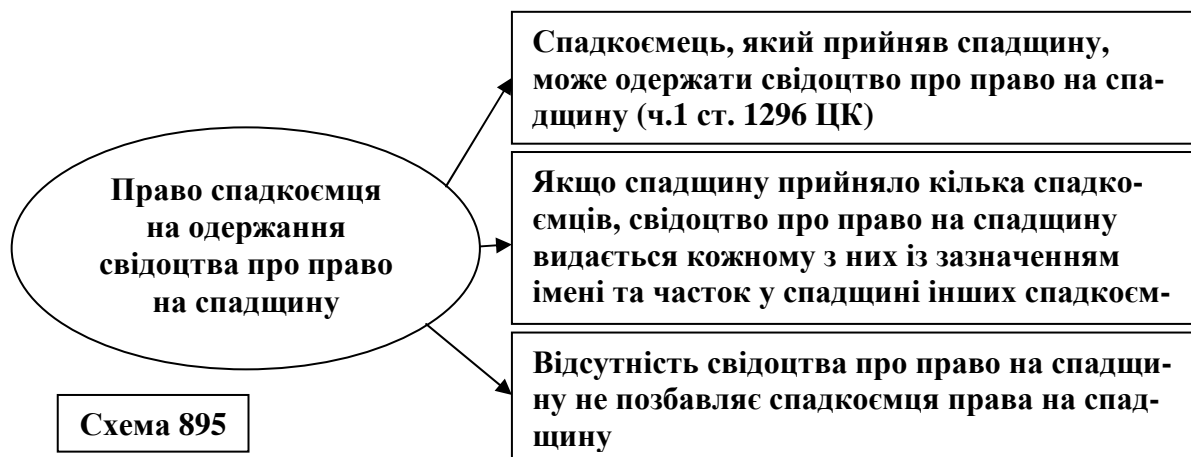 Спадкоємець, який прийняв спадщину,
може одержати свідоцтво про право на спа-
дщину (ч.1 ст. 1296 ЦК)
Право спадкоємця
на одержання
свідоцтва про право
на спадщину
Якщо спадщину прийняло кілька спадко-
ємців, свідоцтво про право на спадщину
видається кожному з них із зазначенням
імені та часток у спадщині інших спадкоєм-
Відсутність свідоцтва про право на спадщи-
ну не позбавляє спадкоємця права на спад-
щину
Схема 895